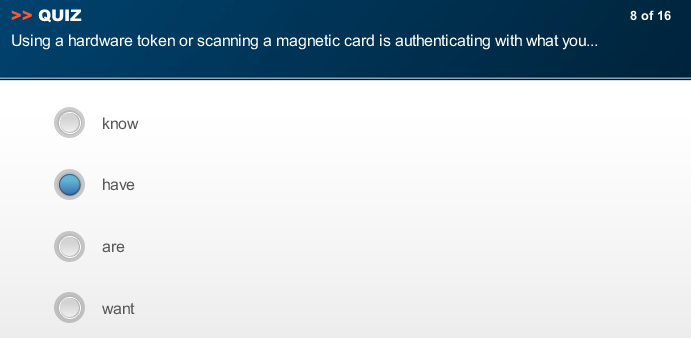 >> QUIZ
8 of 16
Using a hardware token or scanning a magnetic card is authenticating with what you...
know
have
are
want